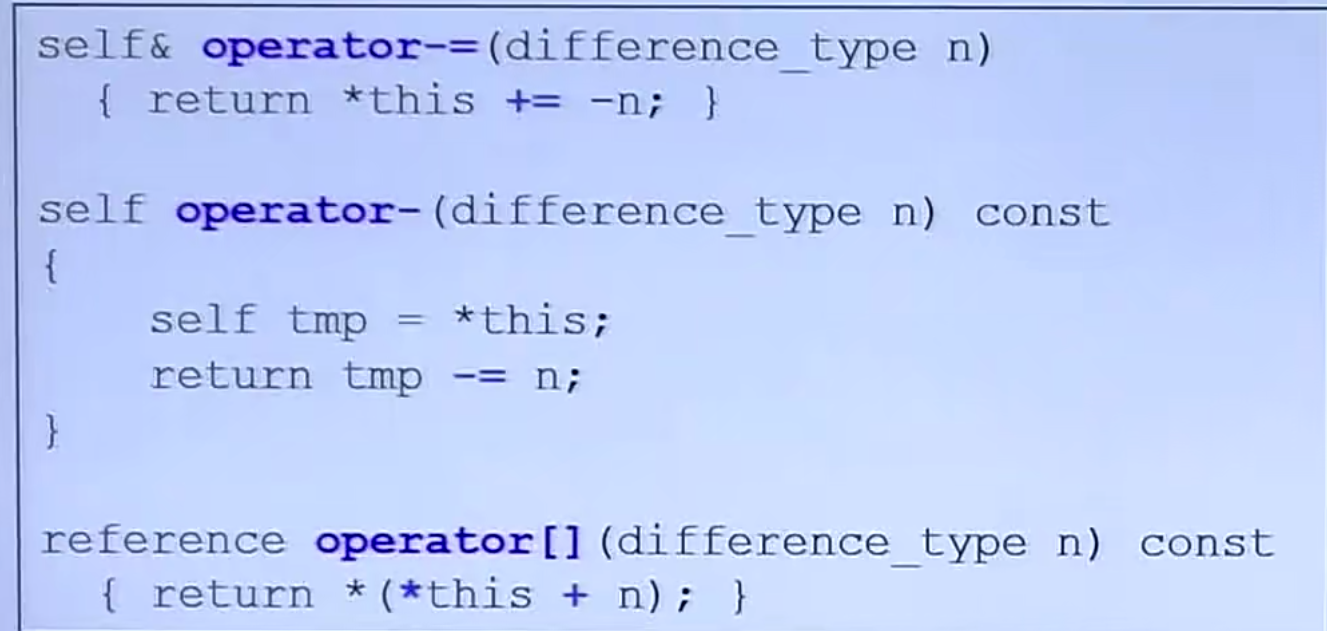 self& operator-=(difference_type n)
{ return *this += -n; }
self operator-(difference_type n) const
{
self tmp = *this;
return tmp -= n;
}
reference operator[](difference_type n) const
{ return *(*this + n); }